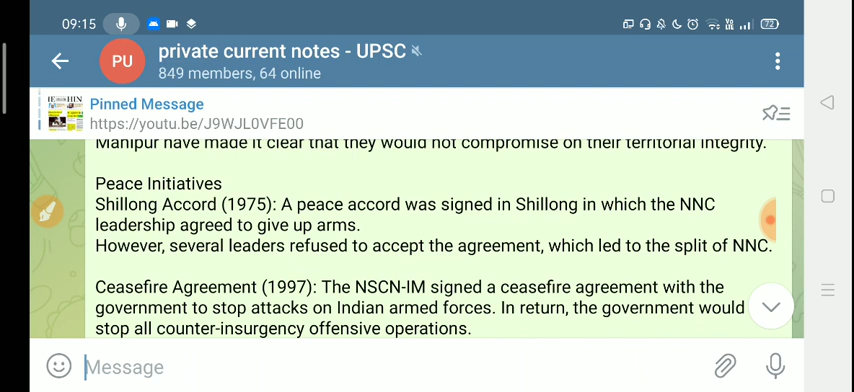 09:15
72
private current notes - UPSC
PU
849 members, 64 online
Pinned Message
https://youtu.be/J9WJL0VFE00
Manipur have made it clear that they would not compromise on their territorial integrity.
Peace Initiatives
Shillong Accord (1975): A peace accord was signed in Shillong in which the NNC
leadership agreed to give up arms.
However, several leaders refused to accept the agreement, which led to the split of NNC.
Ceasefire Agreement (1997): The NSCN-IM signed a ceasefire agreement with the
government to stop attacks on Indian armed forces. In return, the government would
stop all counter-insurgency offensive operations.
Message